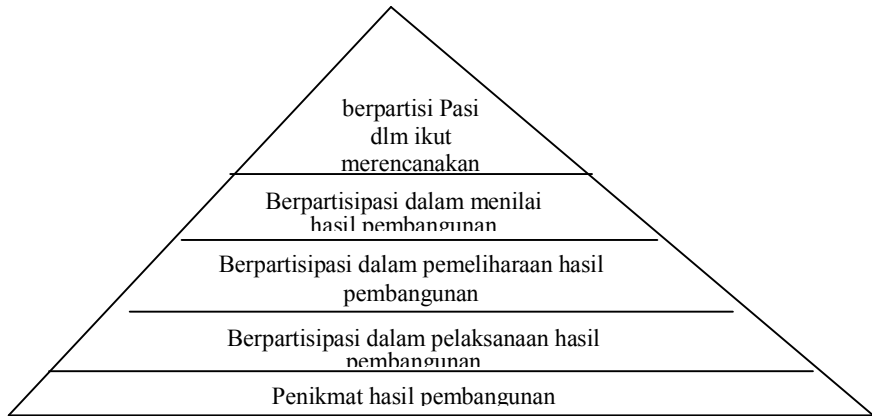 berpartisi Pasi
dlm ikut
merencanakan
Berpartisipasi dalam menilai
hasil pembangunan
Berpartisipasi dalam pemeliharaan hasil
pembangunan
Berpartisipasi dalam pelaksanaan hasil
pembangunan
Penikmat hasil pembangunan